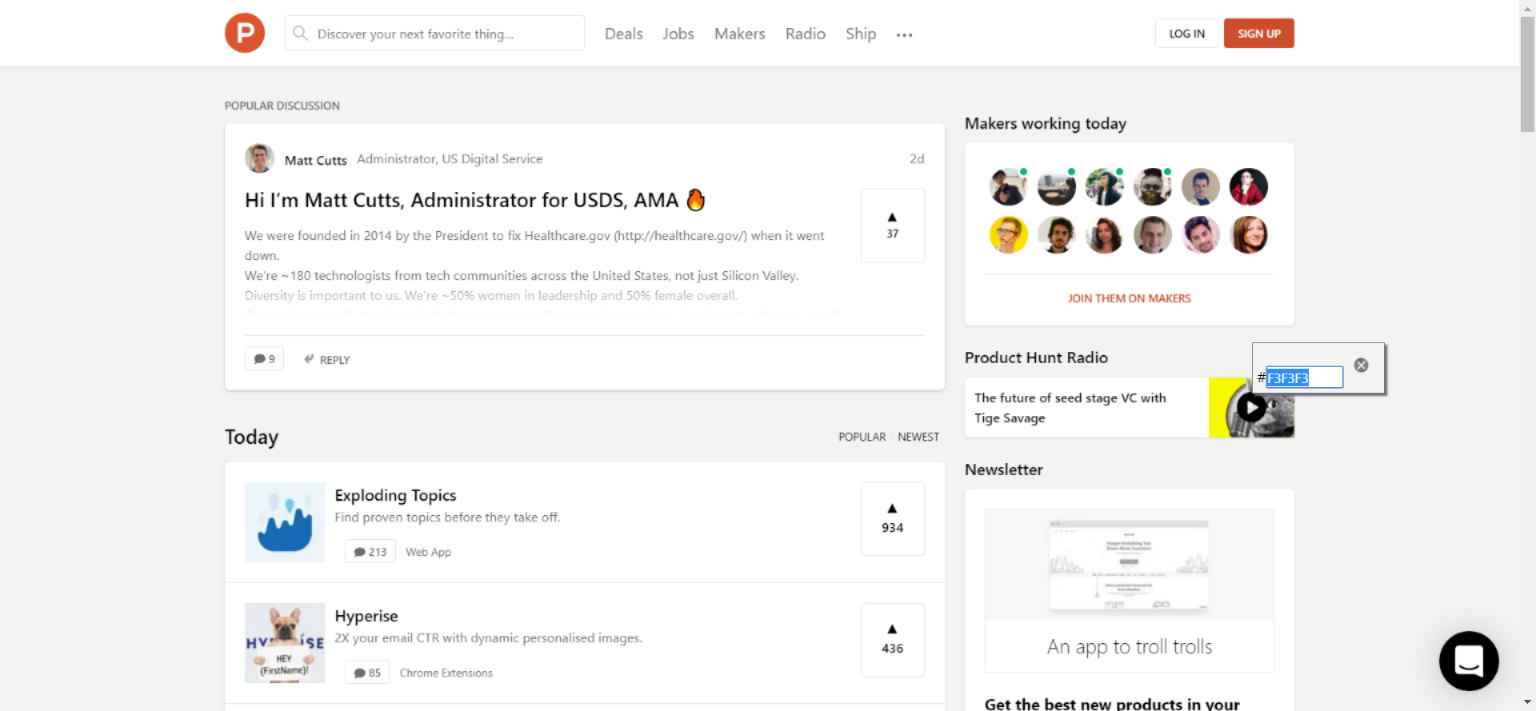 P
Discover your next favorite thing...
Deals
Jobs
Makers
Radio
Ship
LOG IN
SIGN UP
POPULAR DISCUSSION
Matt Cutts
Administrator, US Digital Service
2d
Hi I'm Matt Cutts, Administrator for USDS, AMA 🔥
We were founded in 2014 by the President to fix Healthcare.gov (http://healthcare.gov/) when it went
down.
We're ~180 technologists from tech communities across the United States, not just Silicon Valley.
Diversity is important to us. We're ~50% women in leadership and 50% female overall.
37
9
REPLY
Today
POPULAR
NEWEST
Exploding Topics
Find proven topics before they take off.
213
Web App
934
Hyperise
2X your email CTR with dynamic personalised images.
HEY
{FirstName}!
85
Chrome Extensions
436
Makers working today
JOIN THEM ON MAKERS
Product Hunt Radio
#F3F3F3
The future of seed stage VC with
Tige Savage
Newsletter
An app to troll trolls
Get the best new products in your